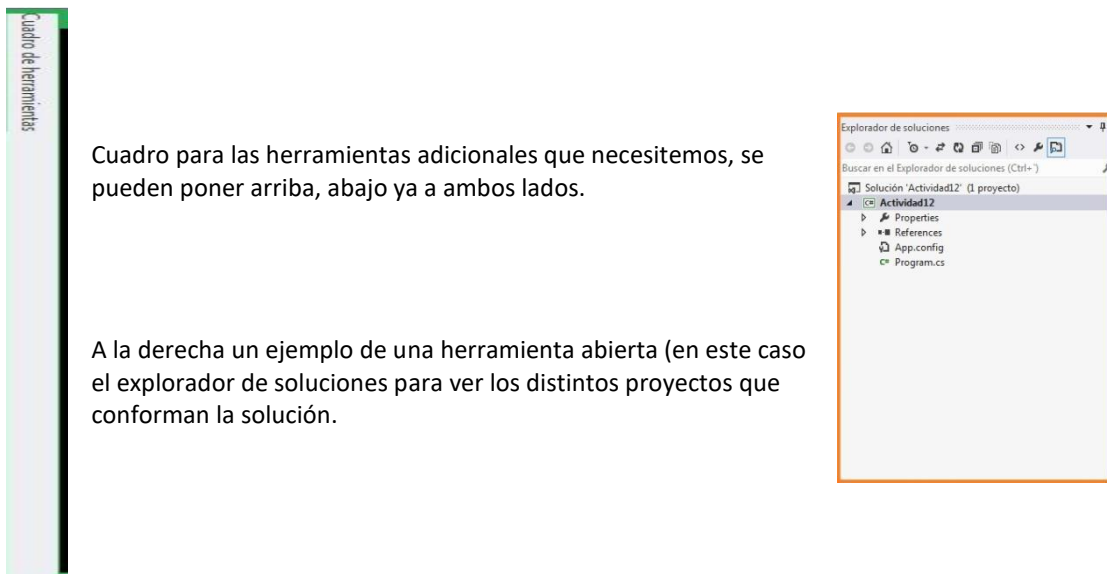 Cuadro de herramientas
Cuadro para las herramientas adicionales que necesitemos, se
pueden poner arriba, abajo ya a ambos lados.
A la derecha un ejemplo de una herramienta abierta (en este caso
el explorador de soluciones para ver los distintos proyectos que
conforman la solución.
Explorador de soluciones
Buscar en el Explorador de soluciones (Ctrl+´)
Solución 'Actividad12' (1 proyecto)
C# Actividad12
Properties
References
App.config
C# Program.cs